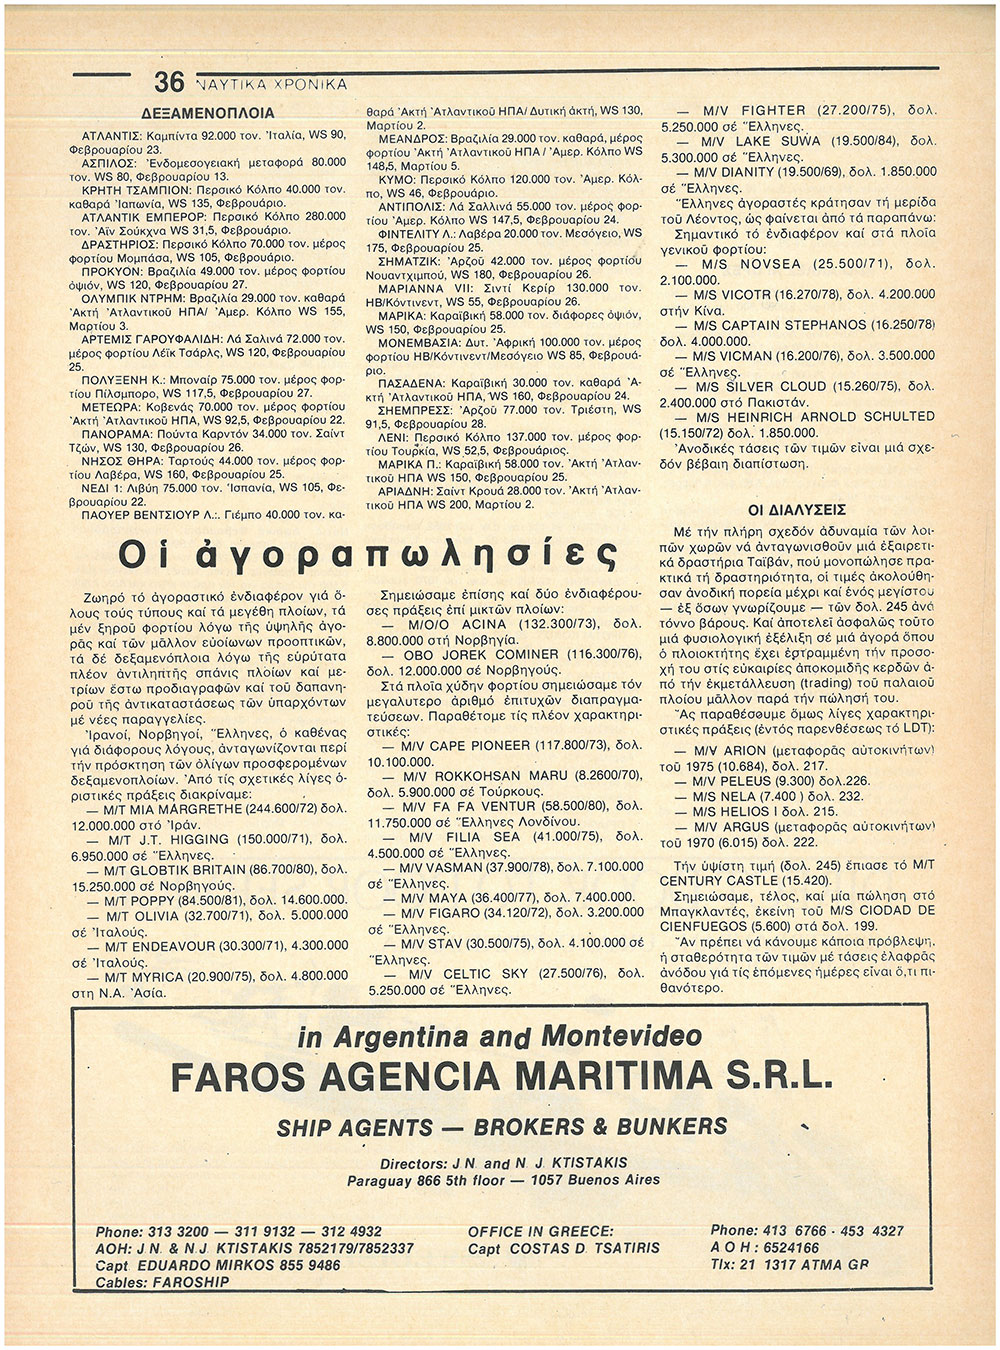 36 ΝΑΥΤΙΚΑ ΧΡΟΝΙΚΑ
ΔΕΞΑΜΕΝΟΠΛΟΙΑ
ΑΤΛΑΝΤΙΣ: Καμπίντα 92.000 τον. Ἰταλία, WS 90,
Φεβρουαρίου 23.
ΑΣΠΙΛΟΣ: Ἐνδομεσογειακή μεταφορά 80.000
τον. WS 80, Φεβρουαρίου 13.
ΚΡΗΤΗ ΤΣΑΜΠΙΟΝ: Περσικό Κόλπο 40.000 τον.
καθαρά Ἰαπωνία, WS 135, Φεβρουάριο.
ΑΤΛΑΝΤΙΚ ΕΜΠΕΡΟΡ: Περσικό Κόλπο 280.000
τον. Ἀϊν Σούκχνα WS 31,5, Φεβρουάριο.
ΔΡΑΣΤΗΡΙΟΣ: Περσικό Κόλπο 70.000 τον. μέρος
φορτίου Μομπάσα, WS 105, Φεβρουάριο.
ΠΡΟΚΥΟΝ: Βραζιλία 49.000 τον. μέρος φορτίου
ὀψιόν, WS 120, Φεβρουαρίου 27.
ΟΛΥΜΠΙΚ ΝΤΡΗΜ: Βραζιλία 29.000 τον. καθαρά
Ἀκτή Ἀτλαντικοῦ ΗΠΑ/ Ἀμερ. Κόλπο WS 155,
Μαρτίου 3.
ΑΡΤΕΜΙΣ ΓΑΡΟΥΦΑΛΙΔΗ: Λά Σαλινά 72.000 τον.
μέρος φορτίου Λέϊκ Τσάρλς, WS 120, Φεβρουαρίου
25.
ΠΟΛΥΞΕΝΗ Κ.: Μποναίρ 75.000 τον. μέρος φορ-
τίου Πίλσμπορο, WS 117,5, Φεβρουαρίου 27.
ΜΕΤΕΩΡΑ: Κοβενάς 70.000 τον. μέρος φορτίου
Ἀκτή Ἀτλαντικοῦ ΗΠΑ, WS 92,5, Φεβρουαρίου 22.
ΠΑΝΟΡΑΜΑ: Πούντα Καρντόν 34.000 τον. Σαίντ
Τζών, WS 130, Φεβρουαρίου 26.
ΝΗΣΟΣ ΘΗΡΑ: Ταρτούς 44.000 τον. μέρος φορ-
τίου Λαβέρα, WS 160, Φεβρουαρίου 25.
ΝΕΔΙ 1: Λιβύη 75.000 τον. Ἰσπανία, WS 105, Φε-
βρουαρίου 22.
ΠΑΟΥΕΡ ΒΕΝΤΣΙΟΥΡ Λ.:. Γιέμπο 40.000 τον. κα-
θαρά Ἀκτή Ἀτλαντικοῦ ΗΠΑ/ Δυτική ἀκτή, WS 130,
Μαρτίου 2.
ΜΕΑΝΔΡΟΣ: Βραζιλία 29.000 τον. καθαρά, μέρος
φορτίου Ἀκτή Ἀτλαντικοῦ ΗΠΑ / Ἀμερ. Κόλπο WS
148,5, Μαρτίου 5.
ΚΥΜΟ: Περσικό Κόλπο 120.000 τον. Ἀμερ. Κόλ-
πο, WS 46, Φεβρουάριο.
ΑΝΤΙΠΟΛΙΣ: Λά Σαλλινά 55.000 τον. μέρος φορ-
τίου Ἀμερ. Κόλπο WS 147,5, Φεβρουαρίου 24.
ΦΙΝΤΕΛΙΤΥ Λ.: Λαβέρα 20.000 τον. Μεσόγειο, WS
175, Φεβρουαρίου 25.
ΣΗΜΑΤΖΙΚ: Ἀρζοῦ 42.000 τον. μέρος φορτίου
Νουαντχιμπού, WS 180, Φεβρουαρίου 26.
ΜΑΡΙΑΝΝΑ VII: Σιντί Κερίρ 130.000 τον.
ΗΒ/Κόντινεντ, WS 55, Φεβρουαρίου 26.
ΜΑΡΙΚΑ: Καραϊβική 58.000 τον. διάφορες ὀψιόν,
WS 150, Φεβρουαρίου 25.
ΜΟΝΕΜΒΑΣΙΑ: Δυτ. Ἀφρική 100.000 τον. μέρος
φορτίου ΗΒ/Κόντινεντ/Μεσόγειο WS 85, Φεβρουά-
ριο.
ΠΑΣΑΔΕΝΑ: Καραϊβική 30.000 τον. καθαρά Ἀ-
κτή Ἀτλαντικοῦ ΗΠΑ, WS 160, Φεβρουαρίου 24.
ΣΗΕΜΠΡΕΣΣ: Ἀρζοῦ 77.000 τον. Τριέστη, WS
91,5, Φεβρουαρίου 28.
ΛΕΝΙ: Περσικό Κόλπο 137.000 τον. μέρος φορ-
τίου Τουρκία, WS 52,5, Φεβρουάριος.
ΜΑΡΙΚΑ Π.: Καραϊβική 58.000 τον. Ἀκτή Ἀτλαν-
τικοῦ ΗΠΑ WS 150, Φεβρουαρίου 25.
ΑΡΙΑΔΝΗ: Σαίντ Κρουά 28.000 τον. Ἀκτή Ἀτλαν-
τικοῦ ΗΠΑ WS 200, Μαρτίου 2.
Οἱ ἀγοραπωλησίες
Ζωηρό τό ἀγοραστικό ἐνδιαφέρον γιά ὅ-
λους τούς τύπους καί τά μεγέθη πλοίων, τά
μέν ξηροῦ φορτίου λόγω τῆς ὑψηλῆς ἀγο-
ρᾶς καί τῶν μᾶλλον εὐοίωνων προοπτικῶν,
τά δέ δεξαμενόπλοια λόγω τῆς εὐρύτατα
πλέον ἀντιληπτῆς σπάνις πλοίων καί με-
τρίων ἔστω προδιαγραφῶν καί τοῦ δαπανη-
ροῦ τῆς ἀντικαταστάσεως τῶν ὑπαρχόντων
μέ νέες παραγγελίες.
Ἰρανοί, Νορβηγοί, Ἕλληνες, ὁ καθένας
γιά διάφορους λόγους, ἀνταγωνίζονται περί
τήν πρόσκτηση τῶν ὀλίγων προσφερομένων
δεξαμενοπλοίων. Ἀπό τίς σχετικές λίγες ὁ-
ριστικές πράξεις διακρίναμε:
— M/T MIA MARGRETHE (244.600/72) δολ.
12.000.000 στό Ἰράν.
— M/T J.T. HIGGING (150.000/71), δολ.
6.950.000 σέ Ἕλληνες.
— M/T GLOBTIK BRITAIN (86.700/80), δολ.
15.250.000 σέ Νορβηγούς.
— M/T POPPY (84.500/81), δολ. 14.600.000.
— M/T OLIVIA (32.700/71), δολ. 5.000.000
σέ Ἰταλούς.
— M/T ENDEAVOUR (30.300/71), 4.300.000
σέ Ἰταλούς.
— M/T MYRICA (20.900/75), δολ. 4.800.000
στη Ν.Α. Ἀσία.
Σημειώσαμε ἐπίσης καί δύο ἐνδιαφέρου-
σες πράξεις ἐπί μικτῶν πλοίων:
— M/O/O ACINA (132.300/73), δολ.
8.800.000 στή Νορβηγία.
— OBO JOREK COMINER (116.300/76),
δολ. 12.000.000 σέ Νορβηγούς.
Στά πλοῖα χύδην φορτίου σημειώσαμε τόν
μεγαλυτερο ἀριθμό ἐπιτυχῶν διαπραγμα-
τεύσεων. Παραθέτομε τίς πλέον χαρακτηρι-
στικές:
— M/V CAPE PIONEER (117.800/73), δολ.
10.100.000.
— M/V ROKKOHSAN MARU (8.2600/70),
δολ. 5.900.000 σέ Τούρκους.
— M/V FA FA VENTUR (58.500/80), δολ.
11.750.000 σέ Ἕλληνες Λονδίνου.
— M/V FILIA SEA (41.000/75), δολ.
4.500.000 σέ Ἕλληνες.
— M/V VASMAN (37.900/78), δολ. 7.100.000
σέ Ἕλληνες.
— M/V MAYA (36.400/77), δολ. 7.400.000.
— M/V FIGARO (34.120/72), δολ. 3.200.000
σέ Ἕλληνες.
— M/V STAV (30.500/75), δολ. 4.100.000 σέ
Ἕλληνες.
— M/V CELTIC SKY (27.500/76), δολ.
5.250.000 σέ Ἕλληνες.
— M/V FIGHTER (27.200/75), δολ.
5.250.000 σέ Ἕλληνες.
— M/V LAKE SUWA (19.500/84), δολ.
5.300.000 σέ Ἕλληνες.
— M/V DIANITY (19.500/69), δολ. 1.850.000
σέ Ἕλληνες.
Ἕλληνες ἀγοραστές κράτησαν τή μερίδα
τοῦ Λέοντος, ὡς φαίνεται ἀπό τά παραπάνω:
Σημαντικό τό ἐνδιαφέρον καί στά πλοῖα
γενικοῦ φορτίου:
— M/S NOVSEA (25.500/71), δολ.
2.100.000.
— M/S VICOTR (16.270/78), δολ. 4.200.000
στήν Κίνα.
— M/S CAPTAIN STEPHANOS (16.250/78)
δολ. 4.000.000.
— M/S VICMAN (16.200/76), δολ. 3.500.000
σέ Ἕλληνες.
— M/S SILVER CLOUD (15.260/75), δολ.
2.400.000 στό Πακιστάν.
— M/S HEINRICH ARNOLD SCHULTED
(15.150/72) δολ. 1.850.000.
Ἀνοδικές τάσεις τῶν τιμῶν εἶναι μιά σχε-
δόν βέβαιη διαπίστωση.
ΟΙ ΔΙΑΛΥΣΕΙΣ
Μέ τήν πλήρη σχεδόν ἀδυναμία τῶν λοι-
πῶν χωρῶν νά ἀνταγωνισθοῦν μιά ἐξαιρετι-
κά δραστήρια Ταϊβάν, πού μονοπώλησε πρα-
κτικά τή δραστηριότητα, οἱ τιμές ἀκολούθη-
σαν ἀνοδική πορεία μέχρι καί ἑνός μεγίστου
— ἐξ ὅσων γνωρίζουμε — τῶν δολ. 245 ἀνά
τόννο βάρους. Καί ἀποτελεῖ ἀσφαλῶς τοῦτο
μιά φυσιολογική ἐξέλιξη σέ μιά ἀγορά ὅπου
ὁ πλοιοκτήτης ἔχει ἐστραμμένη τήν προσο-
χή του στίς εὐκαιρίες ἀποκομιδῆς κερδῶν ἀ-
πό τήν ἐκμετάλλευση (trading) τοῦ παλαιοῦ
πλοίου μᾶλλον παρά τήν πώλησή του.
Ἄς παραθέσουμε ὅμως λίγες χαρακτηρι-
στικές πράξεις (ἐντός παρενθέσεως τό LDT):
— M/V ARION (μεταφορᾶς αὐτοκινήτων)
τοῦ 1975 (10.684), δολ. 217.
— M/V PELEUS (9.300) δολ.226.
— M/S NELA (7.400 ) δολ. 232.
— M/S HELIOS I δολ. 215.
— M/V ARGUS (μεταφορᾶς αὐτοκινήτων)
τοῦ 1970 (6.015) δολ. 222.
Τήν ὑψίστη τιμή (δολ. 245) ἔπιασε τό M/T
CENTURY CASTLE (15.420).
Σημειώσαμε, τέλος, καί μία πώληση στό
Μπαγκλαντές, ἐκείνη τοῦ M/S CIODAD DE
CIENFUEGOS (5.600) στά δολ. 199.
Ἄν πρέπει νά κάνουμε κάποια πρόβλεψη,
ἡ σταθερότητα τῶν τιμῶν μέ τάσεις ἐλαφρᾶς
ἀνόδου γιά τίς ἑπόμενες ἡμέρες εἶναι ὅ,τι πι-
θανότερο.
in Argentina and Montevideo
FAROS AGENCIA MARITIMA S.R.L.
SHIP AGENTS — BROKERS & BUNKERS
Directors: J N. and N. J. KTISTAKIS
Paraguay 866 5th floor — 1057 Buenos Aires
Phone: 313 3200 — 311 9132 — 312 4932
AOH: J N. & N.J. KTISTAKIS 7852179/7852337
Capt. EDUARDO MIRKOS 855 9486
Cables: FAROSHIP
OFFICE IN GREECE:
Capt. COSTAS D. TSATIRIS
Phone: 413 6766 - 453 4327
A O H : 6524166
Tlx: 21 1317 ATMA GR